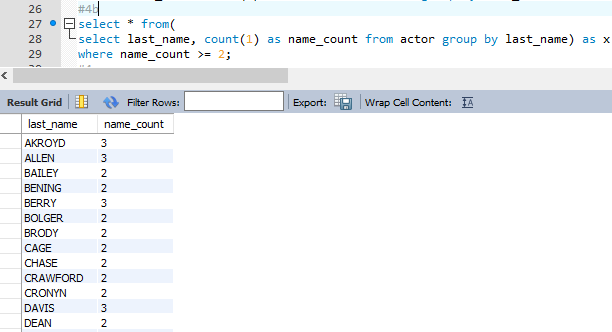 26 #4b
27 select * from(
28 select last_name, count(1) as name_count from actor group by last_name) as x
29 where name_count >= 2;
Result Grid Filter Rows: Export: Wrap Cell Content:
last_name name_count
AKROYD 3
ALLEN 3
BAILEY 2
BENING 2
BERRY 3
BOLGER 2
BRODY 2
CAGE 2
CHASE 2
CRAWFORD 2
CRONYN 2
DAVIS 3
DEAN 2